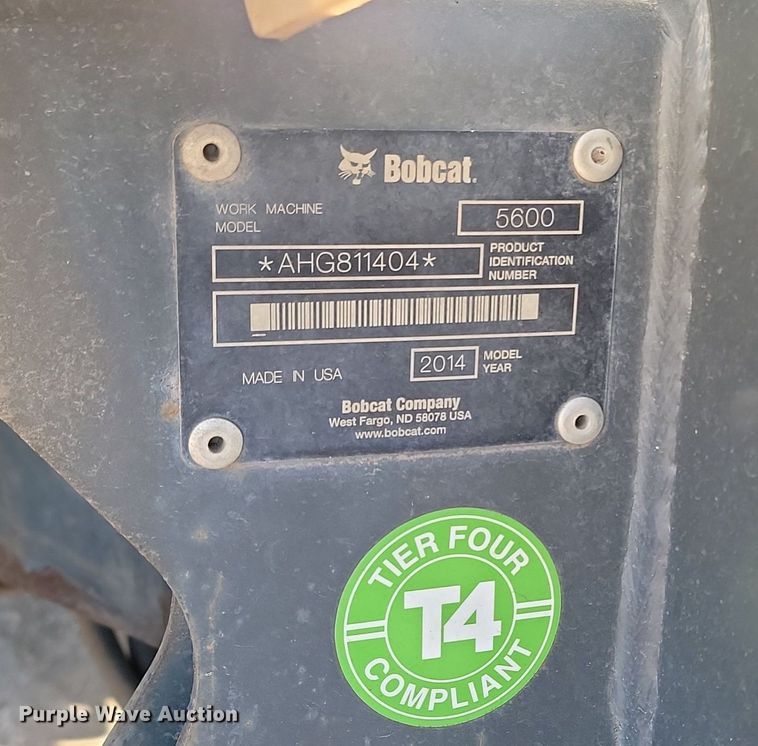 Bobcat.
WORK MACHINE
MODEL
5600
*AHG811404*
PRODUCT
IDENTIFICATION
NUMBER
MADE IN USA
2014
MODEL
YEAR
Bobcat Company
West Fargo, ND 58078 USA
www.bobcat.com
TIER FOUR
T4
COMPLIANT
Purple Wave Auction